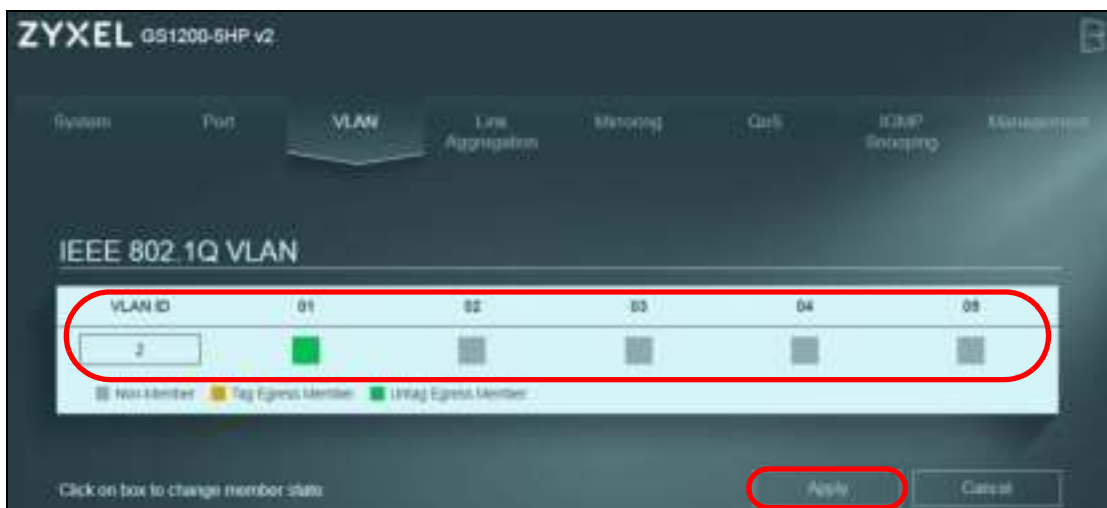 ZYXEL GS1200-5HP v2
System Port VLAN Link Aggregation Mirroring QoS IGMP Snooping Management
IEEE 802.1Q VLAN
VLAN ID 01 02 03 04 05
2
Non-Member Tag Egress Member Untag Egress Member
Click on box to change member state
Apply Cancel